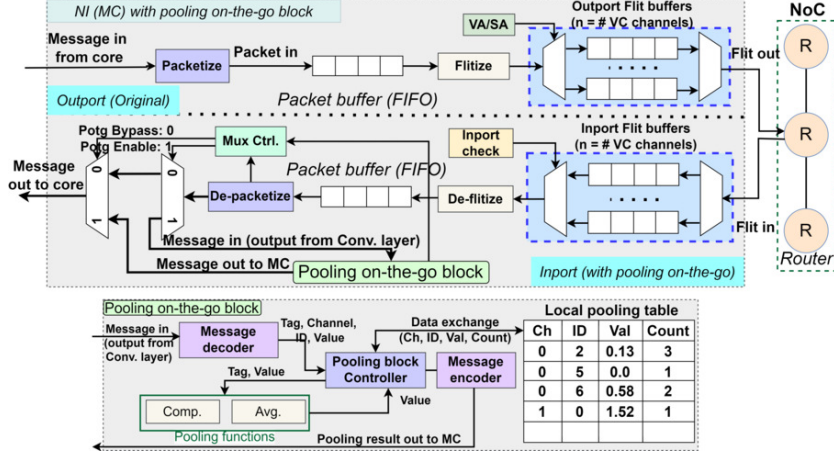 NI (MC) with pooling on-the-go block
Outport Flit buffers
(n = # VC channels)
NoC
VA/SA
Message in
from core
Packetize
Packet in
Flitize
Flit out
R
Outport (Original)
Packet buffer (FIFO)
Potg Bypass: 0
Potg Enable: 1
Mux Ctrl.
Packet buffer (FIFO)
Inport
check
Inport Flit buffers
(n = # VC channels)
R
Message
out to core
0
1
0
1
De-packetize
De-flitize
Flit in
R
Router
Message in (output from Conv. layer)
Message out to MC
Pooling on-the-go block
Inport (with pooling on-the-go)
Pooling on-the-go block
Message in
(output from
Conv. layer)
Message
decoder
Tag, Channel,
ID, Value
Data exchange
(Ch, ID, Val, Count)
Pooling block
Controller
Message
encoder
Tag, Value
Value
Comp.
Avg.
Pooling functions
Pooling result out to MC
Local pooling table
Ch ID Val Count
0 2 0.13 3
0 5 0.0 1
0 6 0.58 2
1 0 1.52 1